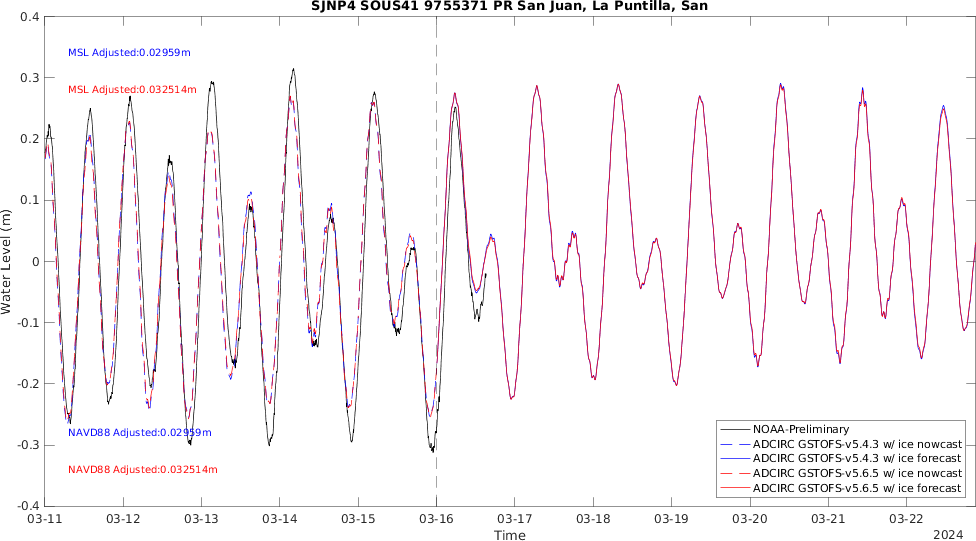 SJNP4 SOUS41 9755371 PR San Juan, La Puntilla, San
0.4
MSL Adjusted:0.02959m
0.3
MSL Adjusted:0.032514m
0.2
0.1
Water Level (m)
0
-0.1
-0.2
-0.3
NAVD88 Adjusted:0.02959m
NAVD88 Adjusted:0.032514m
-0.4
NOAA-Preliminary
ADCIRC GSTOFS-v5.4.3 w/ ice nowcast
ADCIRC GSTOFS-v5.4.3 w/ ice forecast
ADCIRC GSTOFS-v5.6.5 w/ ice nowcast
ADCIRC GSTOFS-v5.6.5 w/ ice forecast
03-11 03-12 03-13 03-14 03-15 03-16 03-17 03-18 03-19 03-20 03-21 03-22
Time
2024